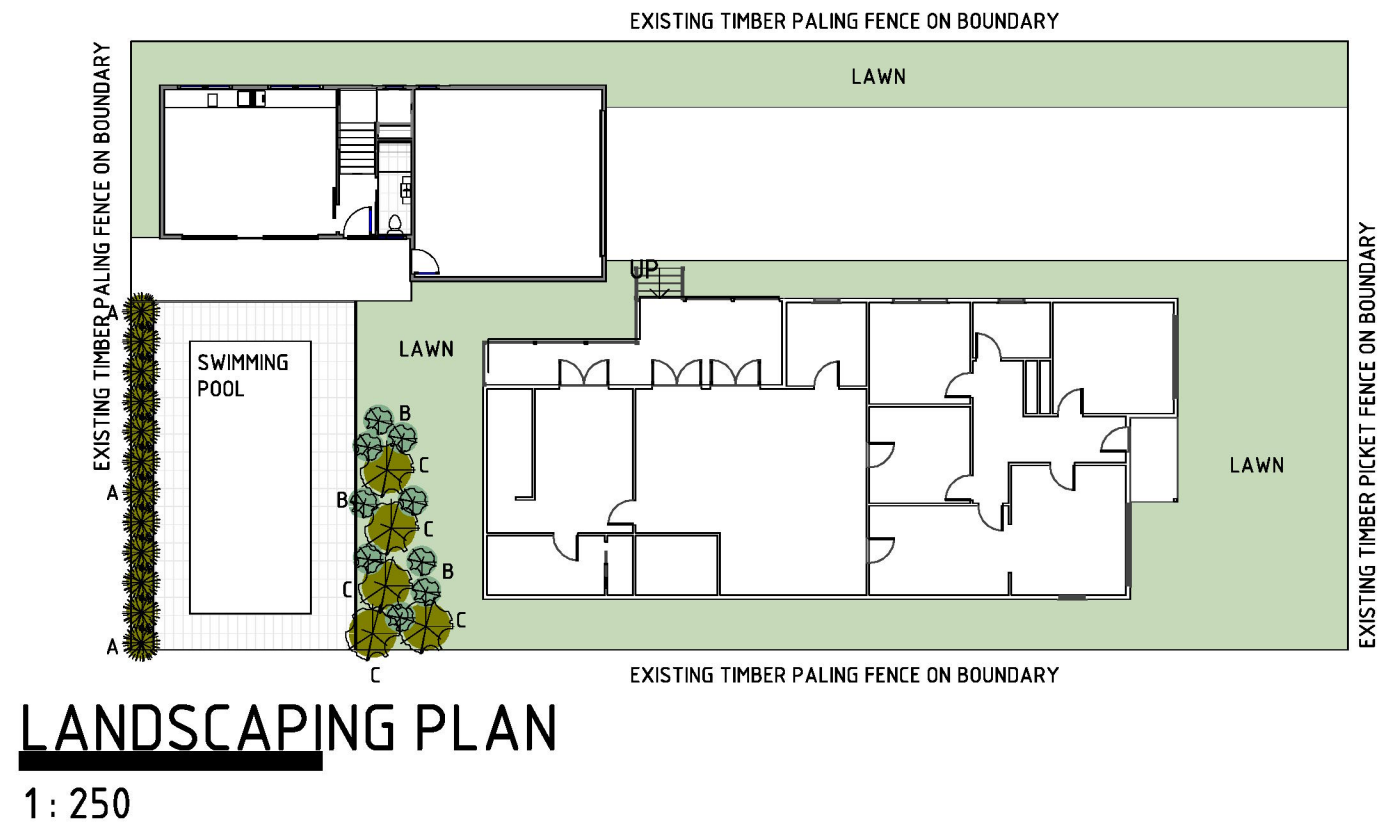 EXISTING TIMBER PALING FENCE ON BOUNDARY
EXISTING TIMBER PALING FENCE ON BOUNDARY
LAWN
UP
A
SWIMMING
POOL
LAWN
B
C
LAWN
A
B
C
B
C
C
A
C
EXISTING TIMBER PICKET FENCE ON BOUNDARY
EXISTING TIMBER PALING FENCE ON BOUNDARY
LANDSCAPING PLAN
1 : 250